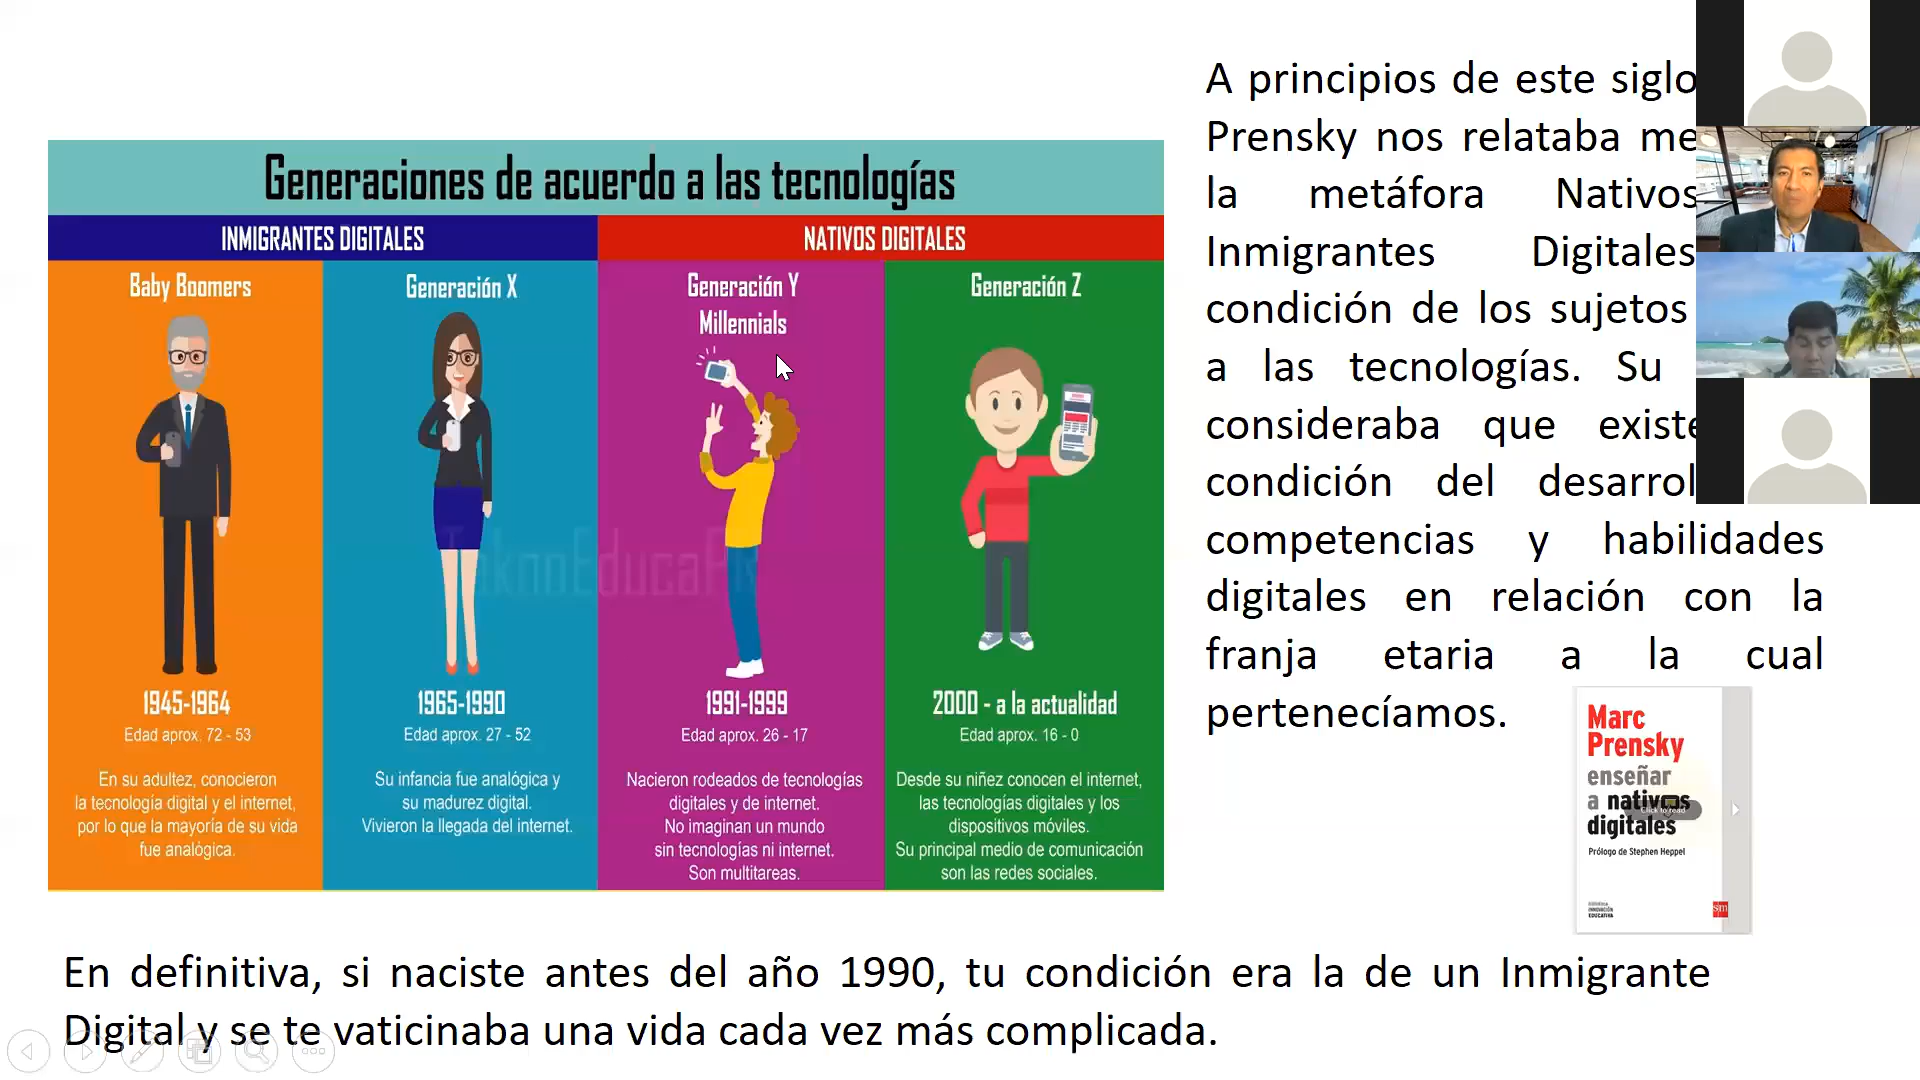 Generaciones de acuerdo a las tecnologías
INMIGRANTES DIGITALES
NATIVOS DIGITALES
Baby Boomers
1945-1964
Edad aprox. 72 - 53
En su adultez, conocieron
la tecnología digital y el internet,
por lo que la mayoría de su vida
fue analógica.
Generación X
1965-1990
Edad aprox. 27 - 52
Su infancia fue analógica y
su madurez digital.
Vivieron la llegada del internet.
Generación Y
Millennials
1991-1999
Edad aprox. 26 - 17
Nacieron rodeados de tecnologías
digitales y de internet.
No imaginan un mundo
sin tecnologías ni internet.
Son multitareas.
Generación Z
2000 - a la actualidad
Edad aprox. 16 - 0
Desde su niñez conocen el internet,
las tecnologías digitales y los
dispositivos móviles.
Su principal medio de comunicación
son las redes sociales.
A principios de este siglo
Prensky nos relataba
la metáfora Nativos
Inmigrantes Digitales
condición de los sujetos
a las tecnologías. Su
consideraba que
condición del
competencias y habilidades
digitales en relación con la
franja etaria a la cual
pertenecíamos.
Marc
Prensky
enseñar
a nativos
digitales
Click to read
Prólogo de Stephen Heppel
BIBLIOTECA
INNOVACIÓN
EDUCATIVA
sm
En definitiva, si naciste antes del año 1990, tu condición era la de un Inmigrante
Digital y se te vaticinaba una vida cada vez más complicada.